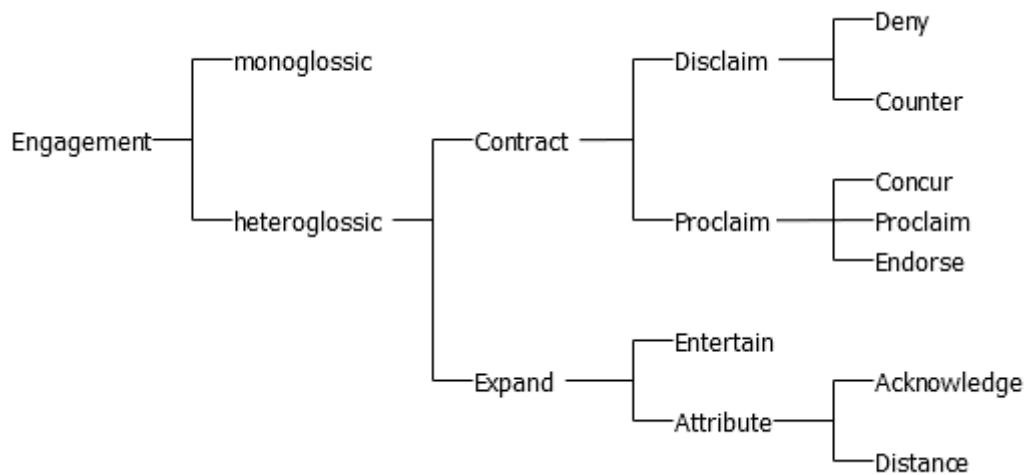 Deny
monoglossic
Disclaim
Counter
Engagement
Contract
Concur
heteroglossic
Proclaim
Proclaim
Endorse
Entertain
Expand
Acknowledge
Attribute
Distance